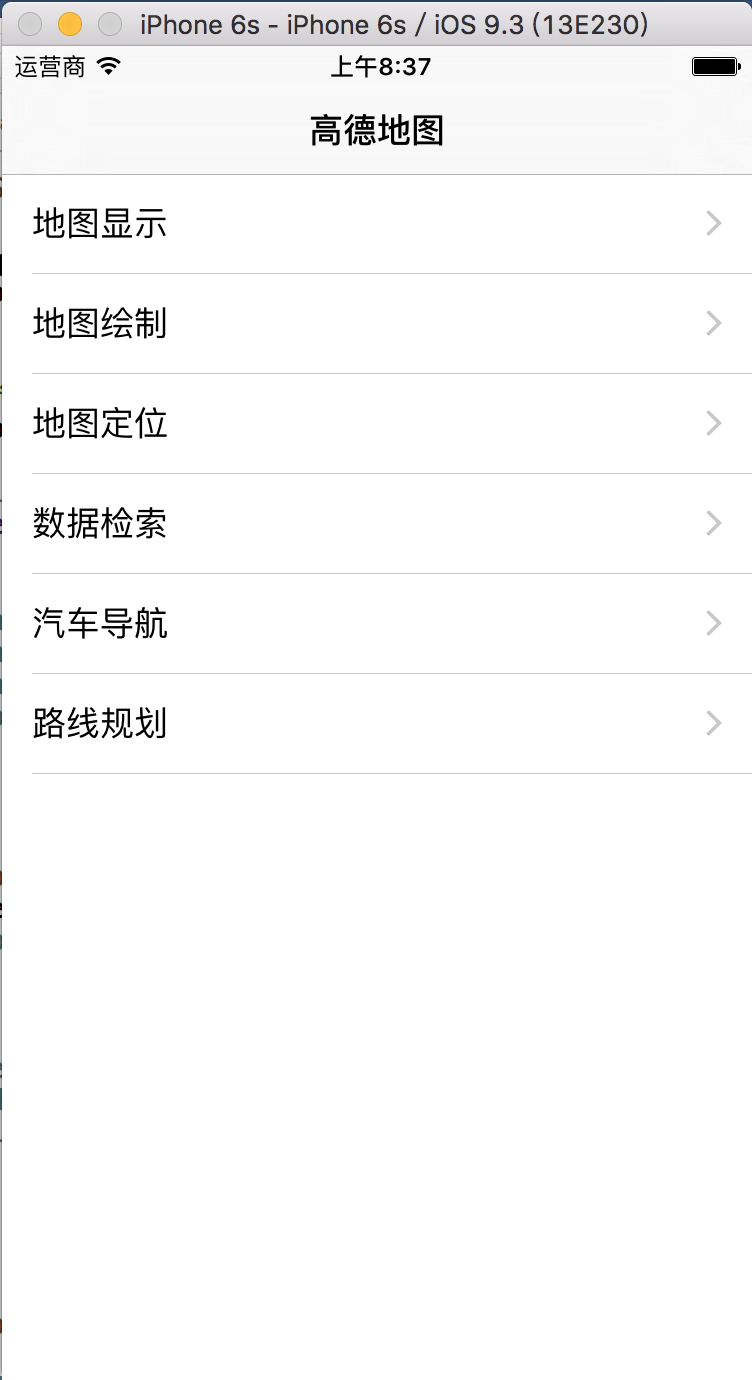 iPhone 6s - iPhone 6s / iOS 9.3 (13E230)
运营商 上午8:37
高德地图
地图显示
地图绘制
地图定位
数据检索
汽车导航
路线规划